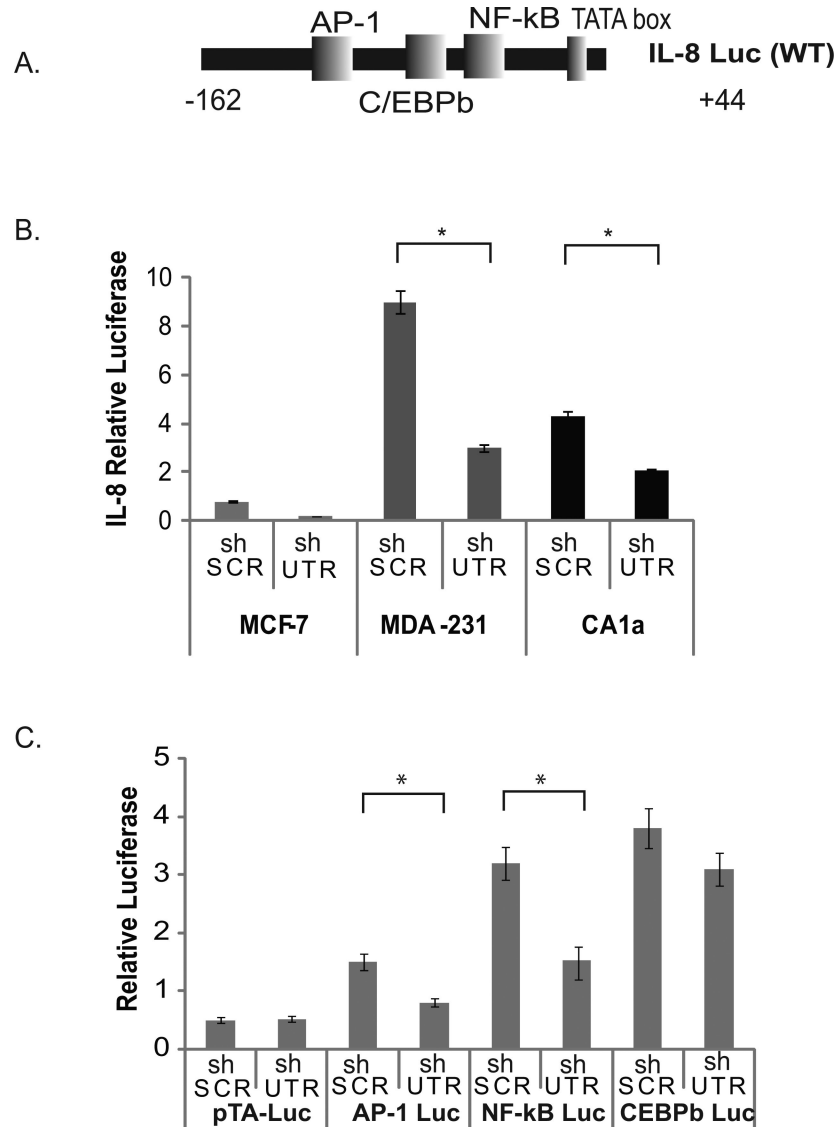 A.
AP-1 NF-kB TATA box
IL-8 Luc (WT)
-162 C/EBPb +44
B.
IL-8 Relative Luciferase
10
8
6
4
2
0
* *
sh sh sh sh sh sh
SCR UTR SCR UTR SCR UTR
MCF-7 MDA -231 CA1a
C.
Relative Luciferase
5
4
3
2
1
0
* *
sh sh sh sh sh sh sh sh
SCR UTR SCR UTR SCR UTR SCR UTR
pTA-Luc AP-1 Luc NF-kB Luc CEBPb Luc